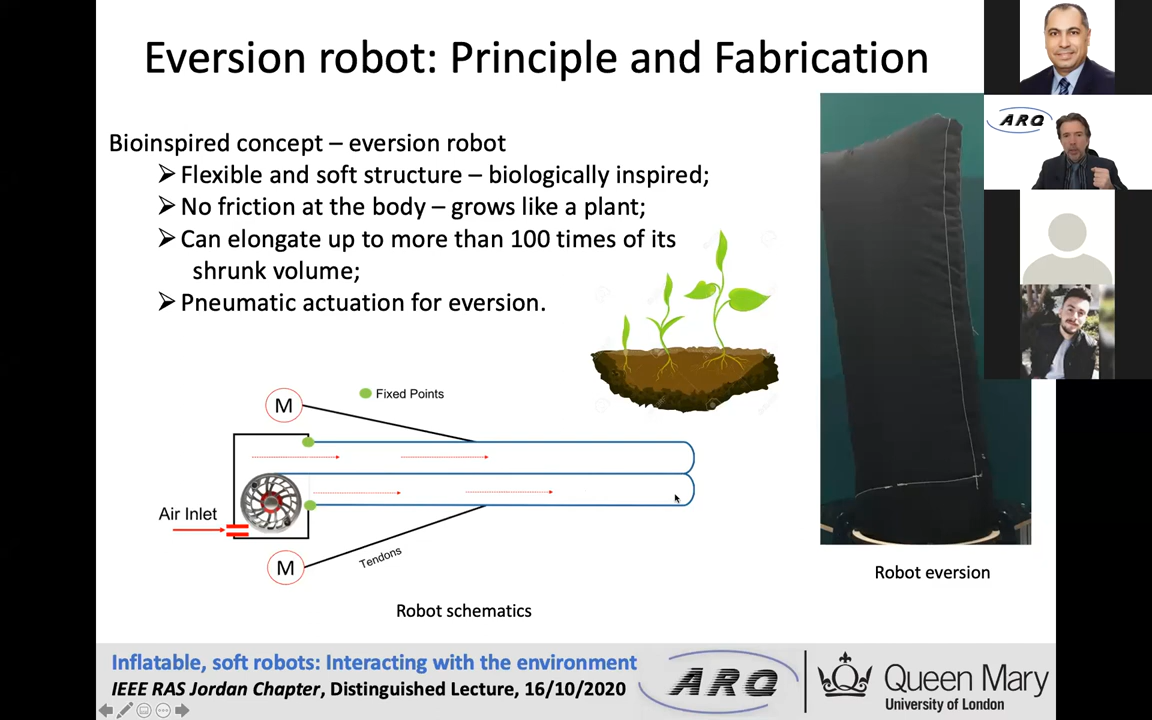 Eversion robot: Principle and Fabrication
ARQ
Bioinspired concept – eversion robot
➢Flexible and soft structure – biologically inspired;
➢No friction at the body – grows like a plant;
➢Can elongate up to more than 100 times of its
shrunk volume;
➢Pneumatic actuation for eversion.
M
Fixed Points
Air Inlet
M
Tendons
Robot schematics
Robot eversion
Inflatable, soft robots: Interacting with the environment
IEEE RAS Jordan Chapter, Distinguished Lecture, 16/10/2020
ARQ
Queen Mary
University of London